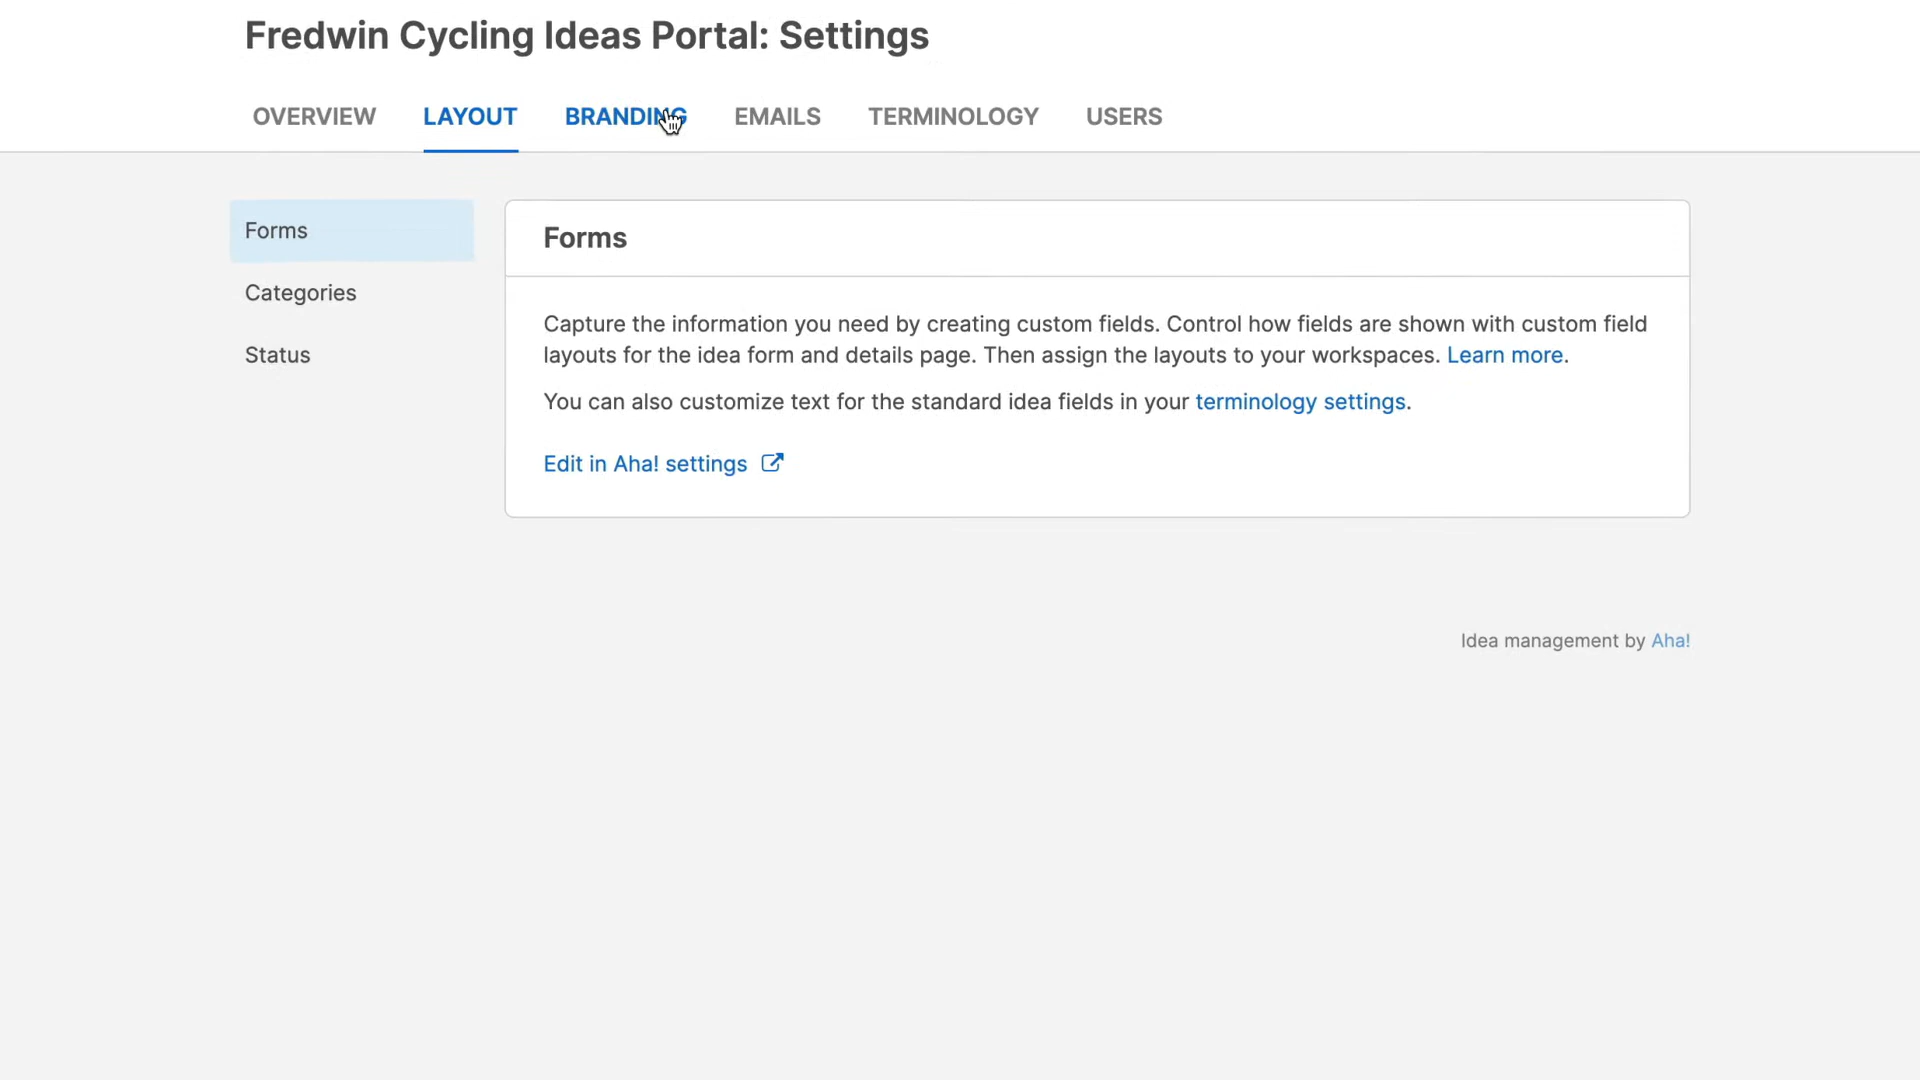 Fredwin Cycling Ideas Portal: Settings
OVERVIEW LAYOUT BRANDING EMAILS TERMINOLOGY USERS
Forms
Categories
Status
Forms
Capture the information you need by creating custom fields. Control how fields are shown with custom field
layouts for the idea form and details page. Then assign the layouts to your workspaces. Learn more.
You can also customize text for the standard idea fields in your terminology settings.
Edit in Aha! settings
Idea management by Aha!